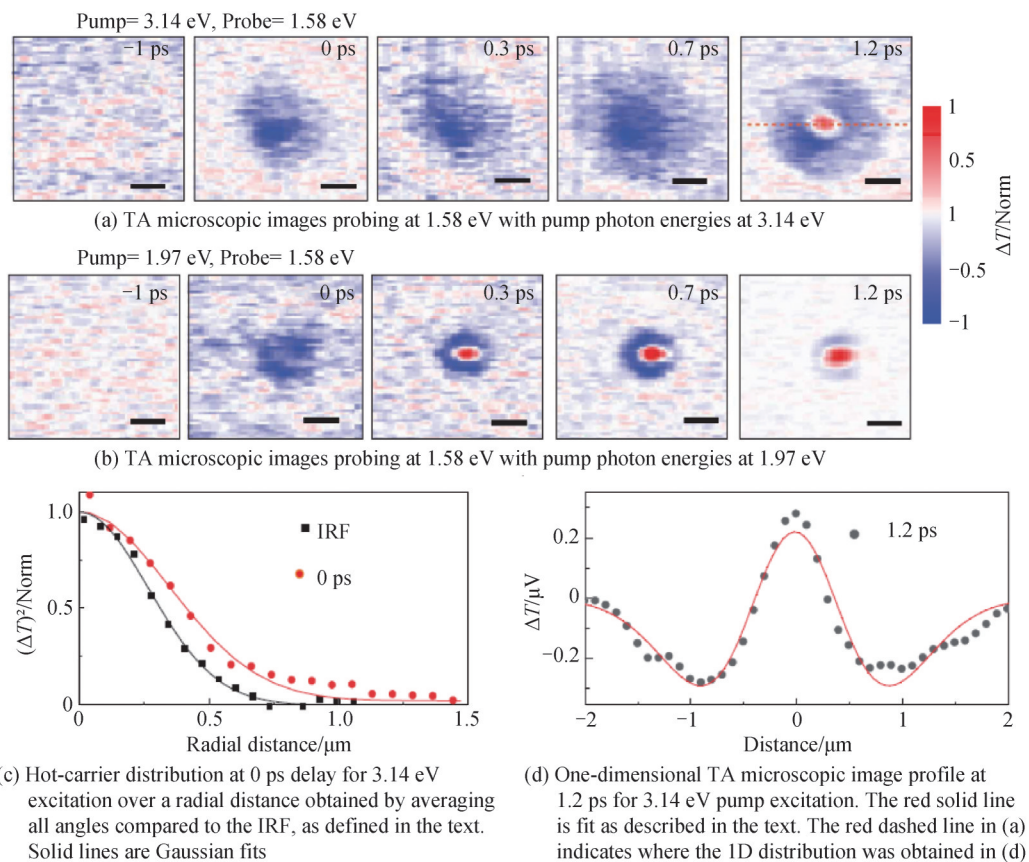 Pump= 3.14 eV, Probe= 1.58 eV
−1 ps
0 ps
0.3 ps
0.7 ps
1.2 ps
(a) TA microscopic images probing at 1.58 eV with pump photon energies at 3.14 eV
Pump= 1.97 eV, Probe= 1.58 eV
−1 ps
0 ps
0.3 ps
0.7 ps
1.2 ps
(b) TA microscopic images probing at 1.58 eV with pump photon energies at 1.97 eV
1
0.5
1
−0.5
−1
ΔT/Norm
1.0
0.5
0
(ΔT)²/Norm
IRF
0 ps
0
0.5
1.0
1.5
Radial distance/μm
(c) Hot-carrier distribution at 0 ps delay for 3.14 eV
excitation over a radial distance obtained by averaging
all angles compared to the IRF, as defined in the text.
Solid lines are Gaussian fits
0.2
0
−0.2
ΔT/μV
1.2 ps
−2
−1
0
1
2
Distance/μm
(d) One-dimensional TA microscopic image profile at
1.2 ps for 3.14 eV pump excitation. The red solid line
is fit as described in the text. The red dashed line in (a)
indicates where the 1D distribution was obtained in (d)